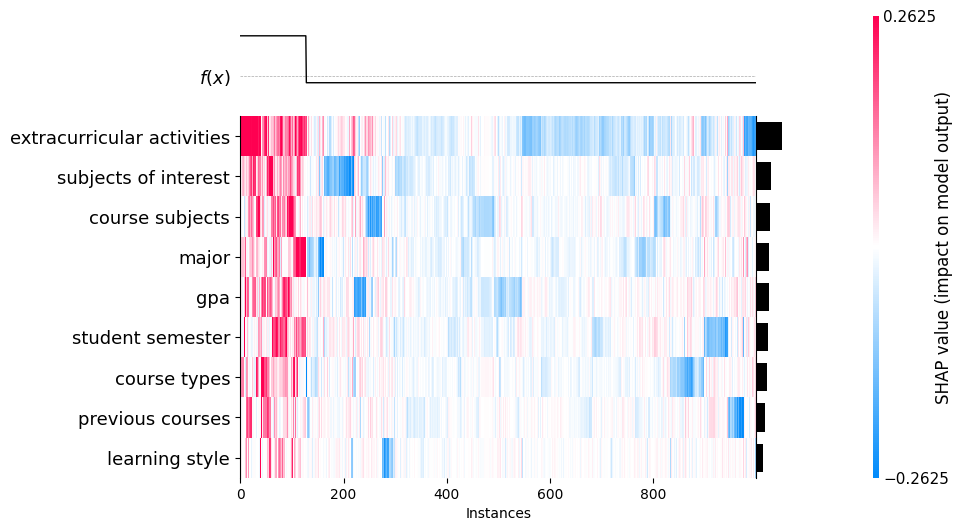 0.2625
f(x)
extracurricular activities
subjects of interest
course subjects
major
gpa
student semester
course types
previous courses
learning style
0 200 400 600 800
Instances
SHAP value (impact on model output)
−0.2625